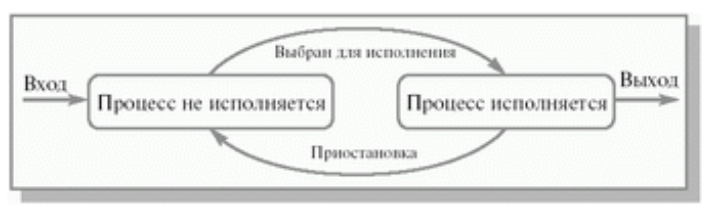 Выбран для исполнения
Вход
Процесс не исполняется
Процесс исполняется
Выход
Приостановка